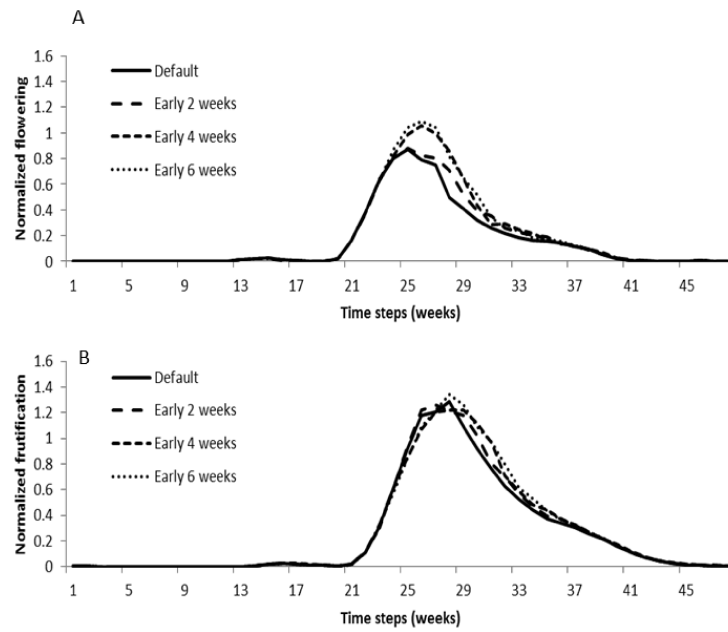 A
1.6
1.4
1.2
1
0.8
0.6
0.4
0.2
0
Normalized flowering
Default
Early 2 weeks
Early 4 weeks
Early 6 weeks
1 5 9 13 17 21 25 29 33 37 41 45
Time steps (weeks)
B
1.6
1.4
1.2
1
0.8
0.6
0.4
0.2
0
Normalized frutification
Default
Early 2 weeks
Early 4 weeks
Early 6 weeks
1 5 9 13 17 21 25 29 33 37 41 45
Time steps (weeks)